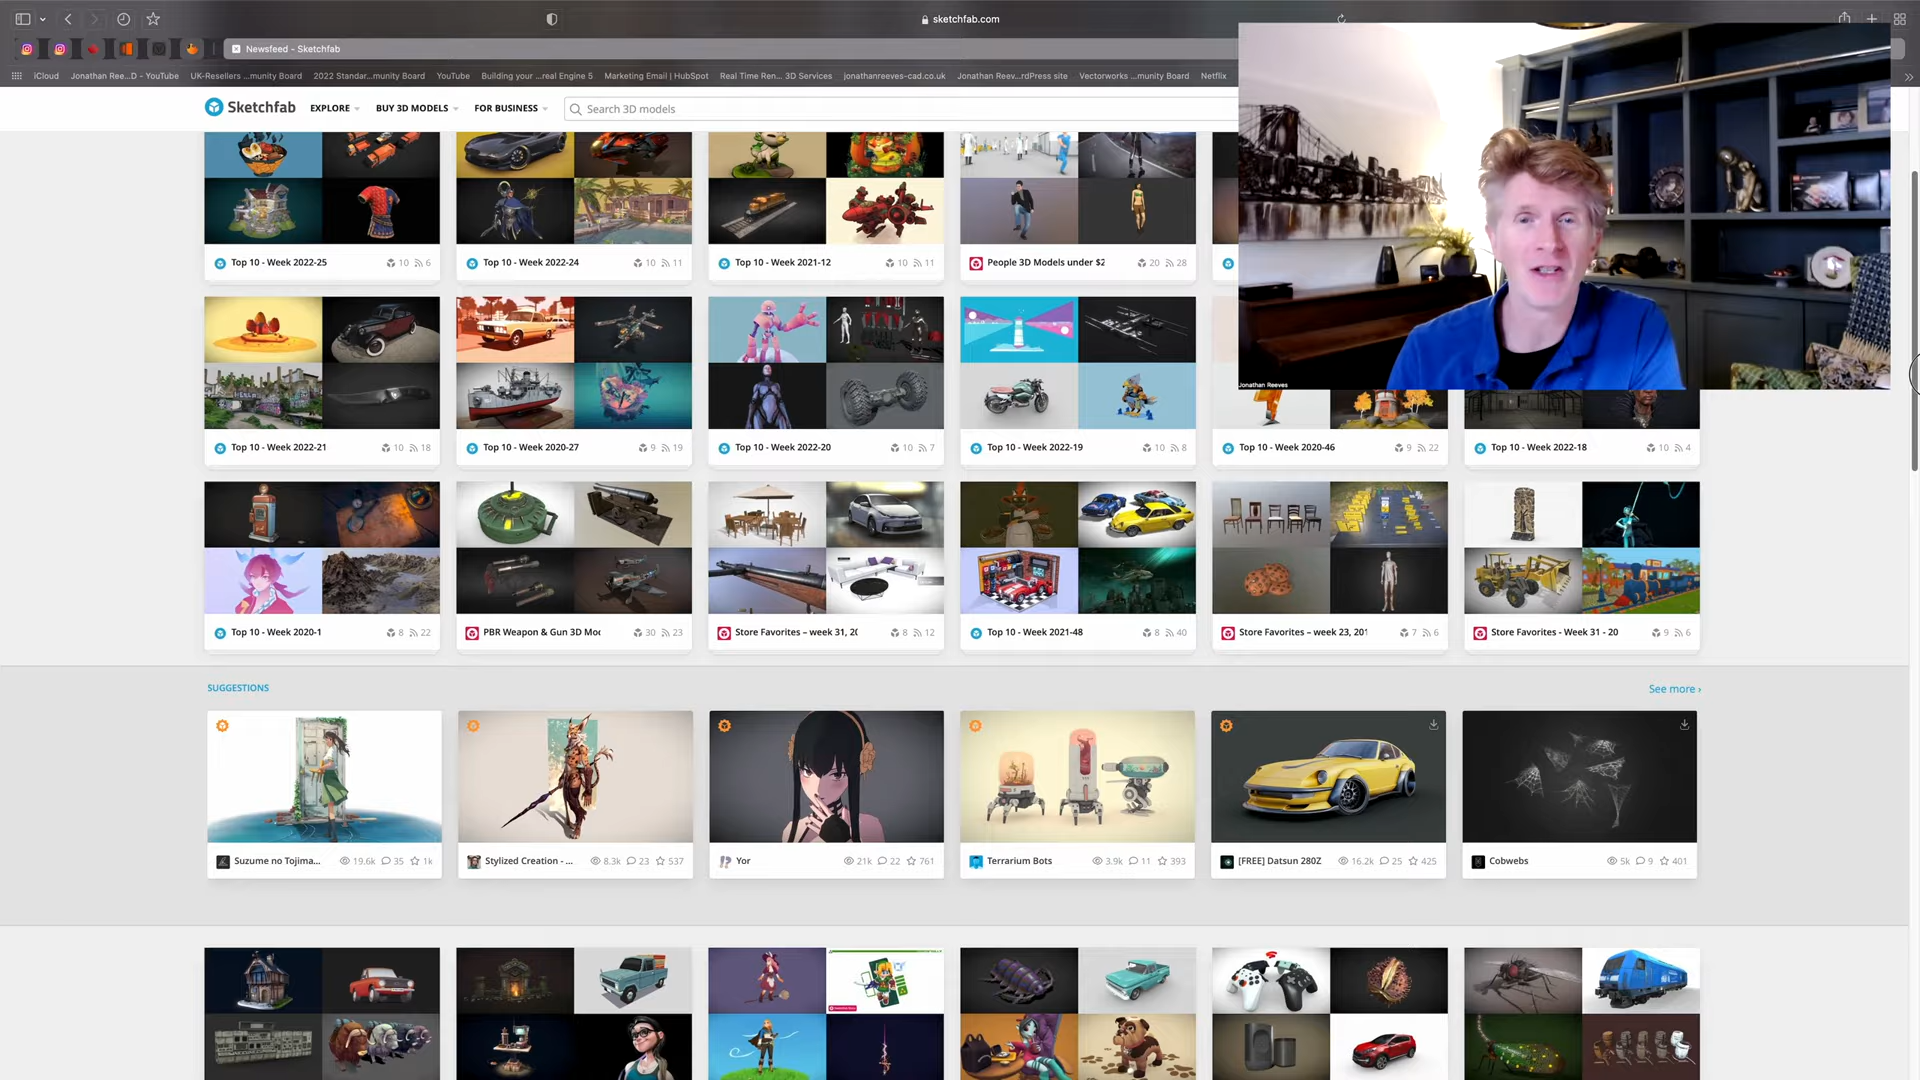 sketchfab.com
Newsfeed - Sketchfab
iCloud
Jonathan Ree...D - YouTube
UK-Resellers ...munity Board
2022 Standar...munity Board
YouTube
Building your ...real Engine 5
Marketing Email | HubSpot
Real Time Ren... 3D Services
jonathanreeves-cad.co.uk
Jonathan Reev...rdPress site
Vectorworks ...munity Board
Netflix
Sketchfab
EXPLORE
BUY 3D MODELS
FOR BUSINESS
Search 3D models
Jonathan Reeves
Top 10 - Week 2022-25 10 6
Top 10 - Week 2022-24 10 11
Top 10 - Week 2021-12 10 11
People 3D Models under $2 20 28
Top 10 - Week 2022-21 10 18
Top 10 - Week 2020-27 9 19
Top 10 - Week 2022-20 10 7
Top 10 - Week 2022-19 10 8
Top 10 - Week 2020-46 9 22
Top 10 - Week 2022-18 10 4
Top 10 - Week 2020-1 8 22
PBR Weapon & Gun 3D Moc 30 23
Store Favorites – week 31, 20 8 12
Top 10 - Week 2021-48 8 40
Store Favorites – week 23, 201 7 6
Store Favorites - Week 31 - 20 9 6
SUGGESTIONS
See more ›
Suzume no Tojima... 19.6k 35 1k
Stylized Creation - ... 8.3k 23 537
Yor 21k 22 761
Terrarium Bots 3.9k 11 393
[FREE] Datsun 280Z 16.2k 25 425
Cobwebs 5k 9 401